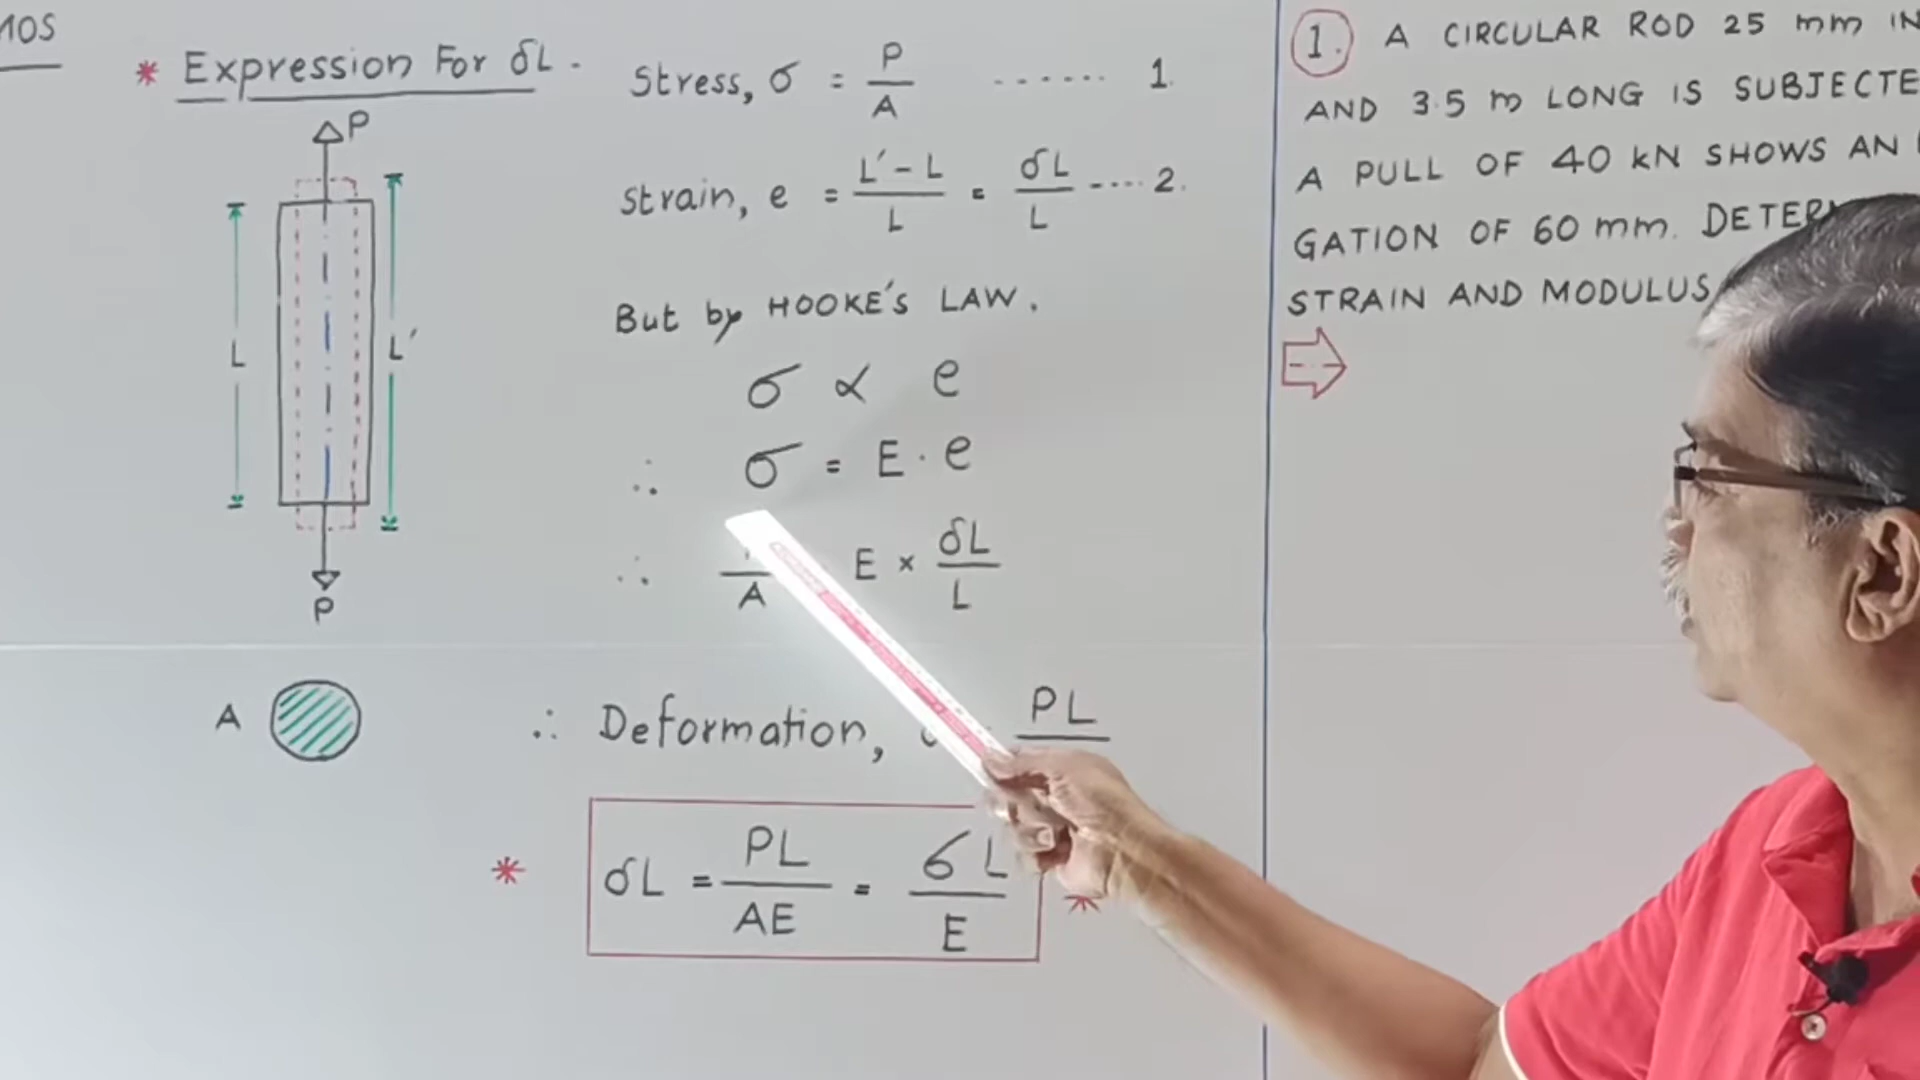 MOS
* Expression For δL.
P
L
L′
P
A
Stress, σ = P/A ...... 1.
Strain, e = L′-L/L = δL/L .... 2.
But by HOOKE'S LAW.
σ ∝ e
∴ σ = E · e
∴ /A E × δL/L
∴ Deformation, PL
* δL = PL/AE = σL/E *
1. A CIRCULAR ROD 25 mm IN
AND 3.5 m LONG IS SUBJECTE
A PULL OF 40 kN SHOWS AN
GATION OF 60 mm. DETER
STRAIN AND MODULUS